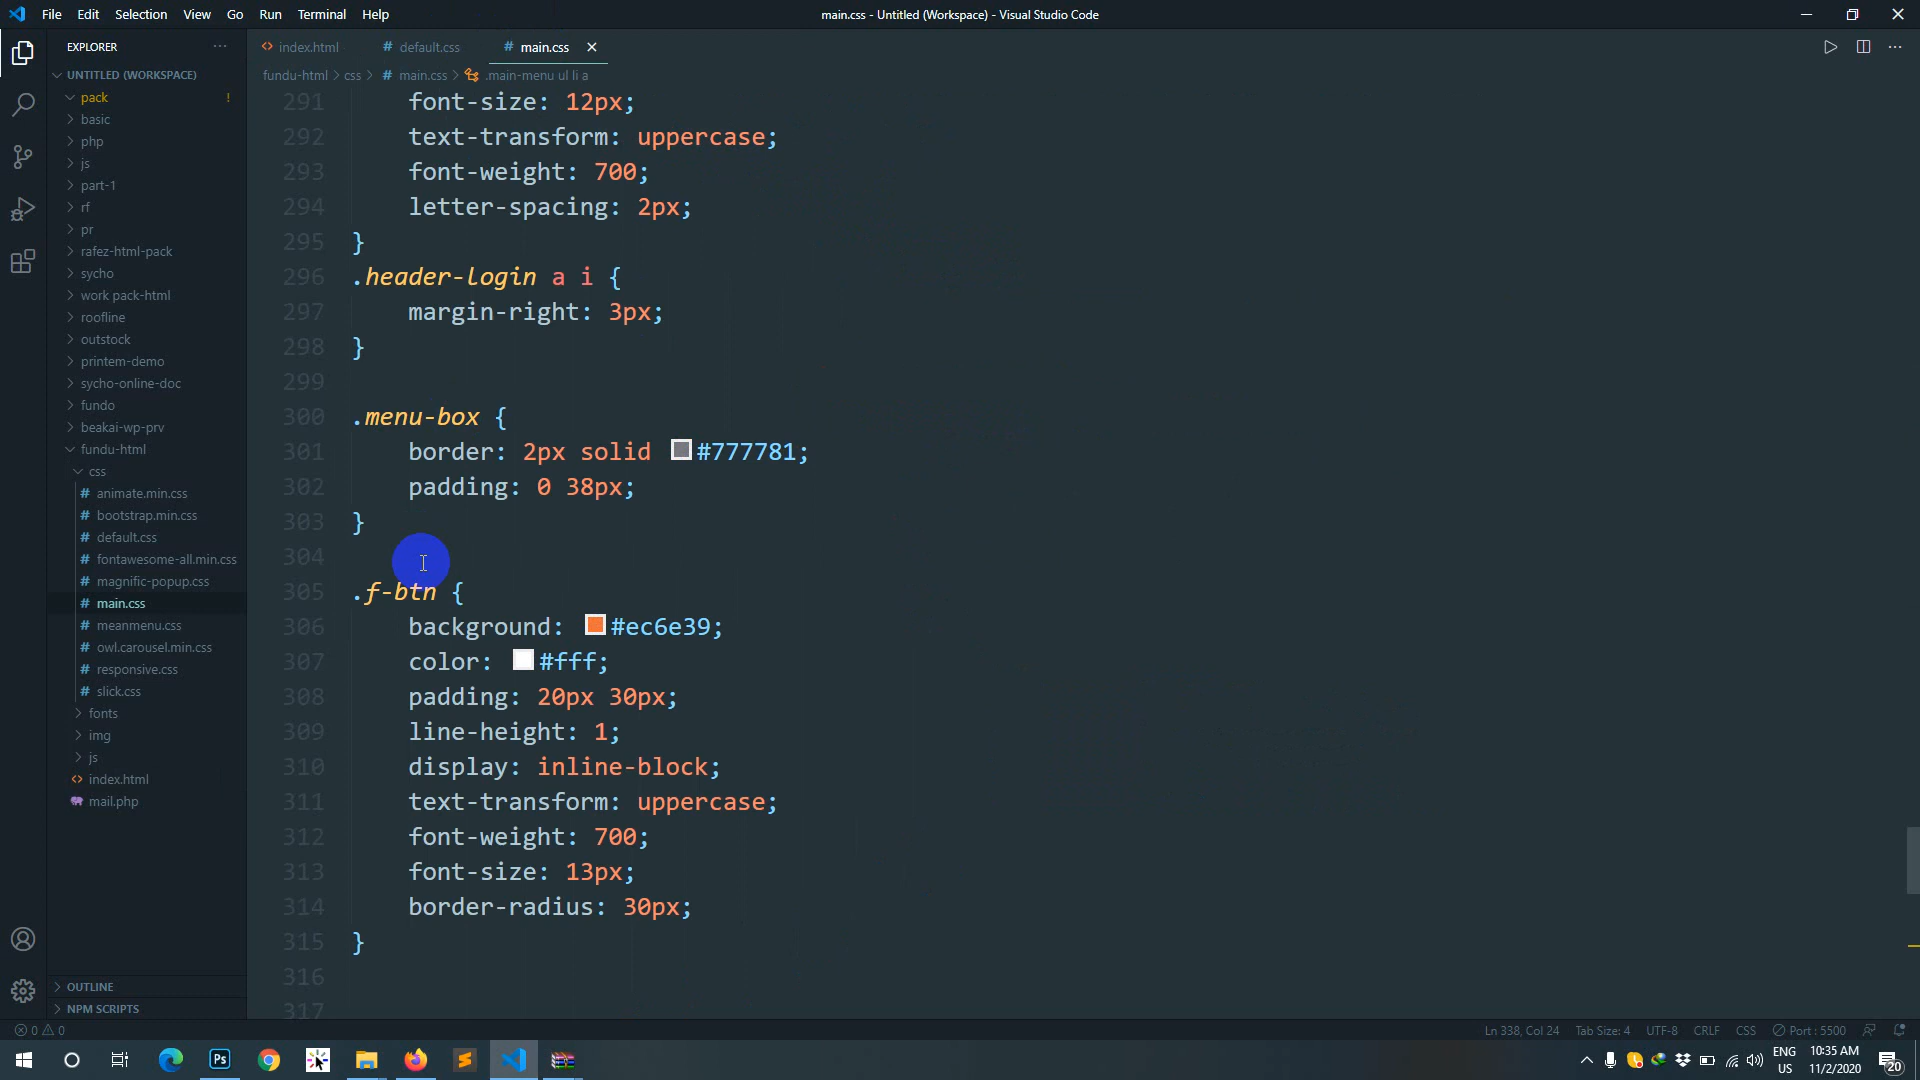 File Edit Selection View Go Run Terminal Help
main.css - Untitled (Workspace) - Visual Studio Code
EXPLORER
UNTITLED (WORKSPACE)
pack !
basic
php
js
part-1
rf
pr
rafez-html-pack
sycho
work pack-html
roofline
outstock
printem-demo
sycho-online-doc
fundo
beakai-wp-prv
fundu-html
css
# animate.min.css
# bootstrap.min.css
# default.css
# fontawesome-all.min.css
# magnific-popup.css
# main.css
# meanmenu.css
# owl.carousel.min.css
# responsive.css
# slick.css
fonts
img
js
index.html
mail.php
OUTLINE
NPM SCRIPTS
index.html # default.css # main.css
fundu-html > css > # main.css > .main-menu ul li a
291 font-size: 12px;
292 text-transform: uppercase;
293 font-weight: 700;
294 letter-spacing: 2px;
295 }
296 .header-login a i {
297 margin-right: 3px;
298 }
299
300 .menu-box {
301 border: 2px solid #777781;
302 padding: 0 38px;
303 }
304
305 .f-btn {
306 background: #ec6e39;
307 color: #fff;
308 padding: 20px 30px;
309 line-height: 1;
310 display: inline-block;
311 text-transform: uppercase;
312 font-weight: 700;
313 font-size: 13px;
314 border-radius: 30px;
315 }
316
317
0 0
Ln 338, Col 24 Tab Size: 4 UTF-8 CRLF CSS Port : 5500
Ps
ENG
US
10:35 AM
11/2/2020
20